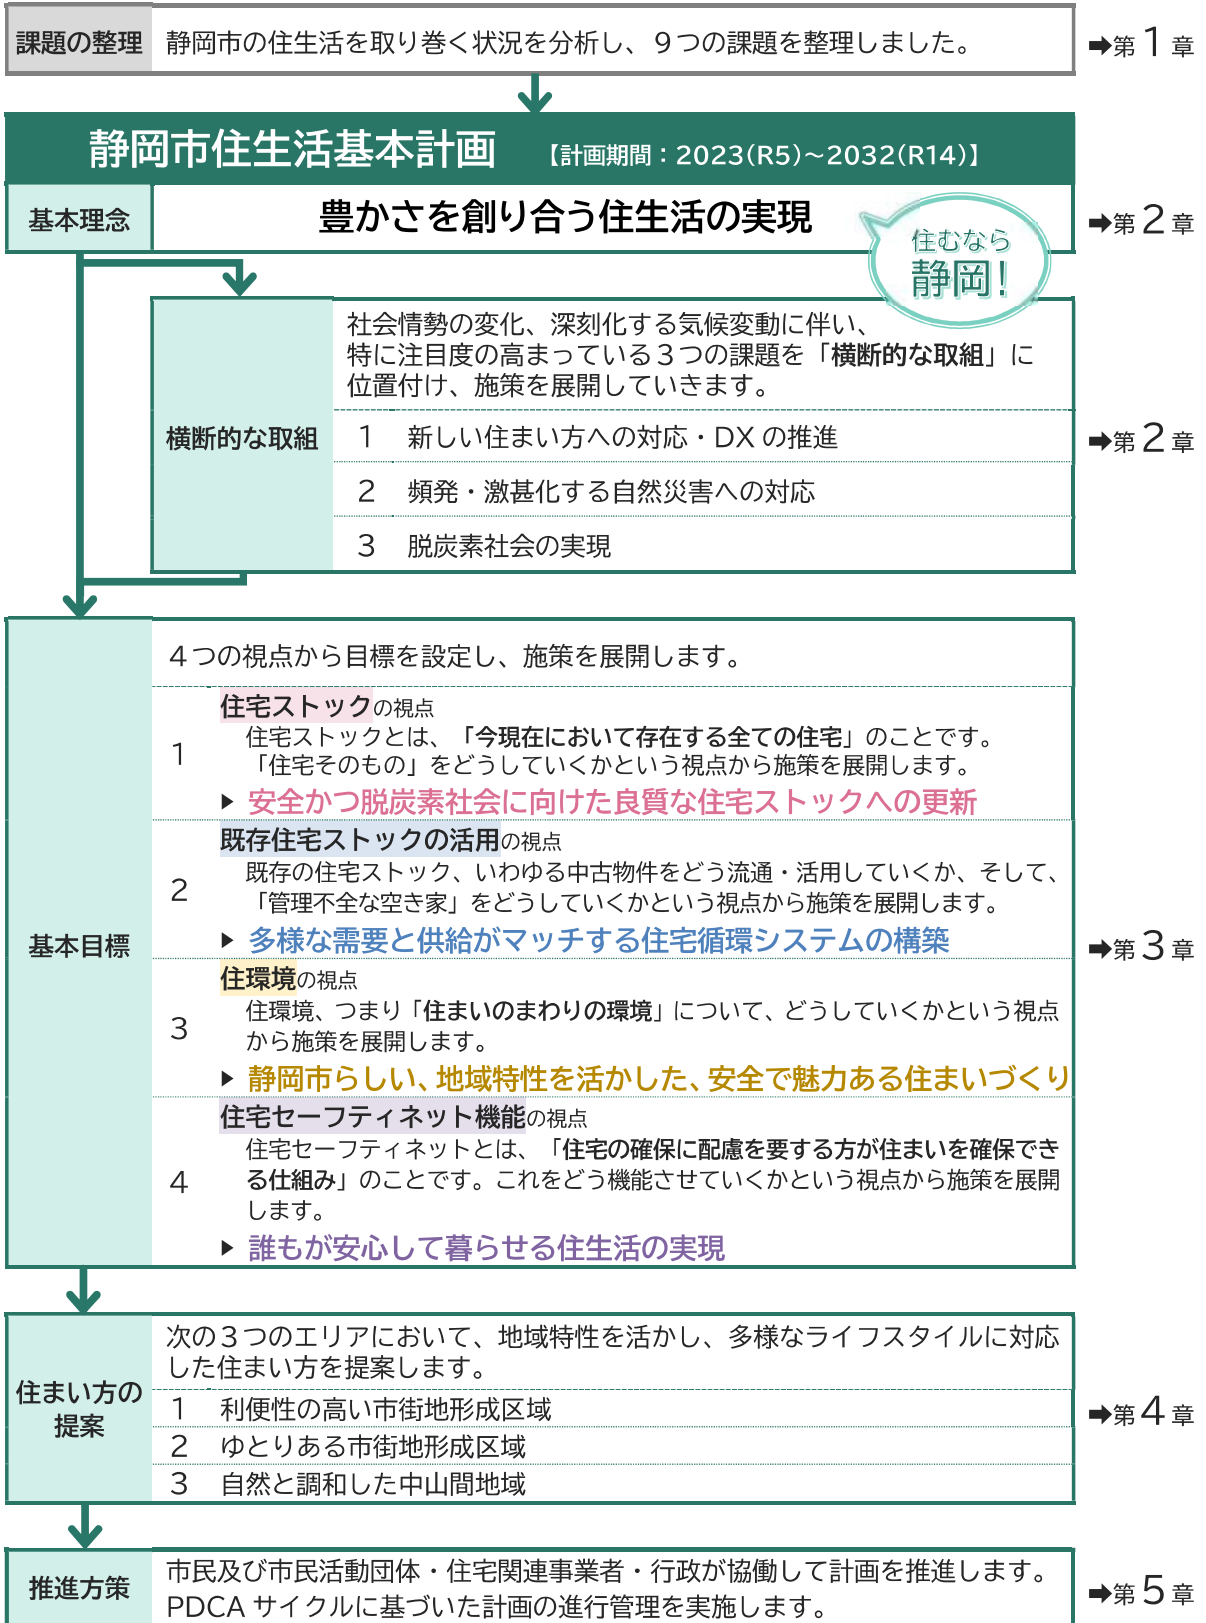 課題の整理 静岡市の住生活を取り巻く状況を分析し、９つの課題を整理しました。
➡第１章
静岡市住生活基本計画 【計画期間：2023(R5)～2032(R14)】
基本理念 豊かさを創り合う住生活の実現
➡第２章
住むなら
静岡！
社会情勢の変化、深刻化する気候変動に伴い、
特に注目度の高まっている３つの課題を「横断的な取組」に
位置付け、施策を展開していきます。
横断的な取組
1 新しい住まい方への対応・DX の推進
2 頻発・激甚化する自然災害への対応
3 脱炭素社会の実現
➡第２章
基本目標
４つの視点から目標を設定し、施策を展開します。
1
住宅ストックの視点
住宅ストックとは、「今現在において存在する全ての住宅」のことです。
「住宅そのもの」をどうしていくかという視点から施策を展開します。
▶ 安全かつ脱炭素社会に向けた良質な住宅ストックへの更新
2
既存住宅ストックの活用の視点
既存の住宅ストック、いわゆる中古物件をどう流通・活用していくか、そして、
「管理不全な空き家」をどうしていくかという視点から施策を展開します。
▶ 多様な需要と供給がマッチする住宅循環システムの構築
➡第３章
3
住環境の視点
住環境、つまり「住まいのまわりの環境」について、どうしていくかという視点
から施策を展開します。
▶ 静岡市らしい、地域特性を活かした、安全で魅力ある住まいづくり
4
住宅セーフティネット機能の視点
住宅セーフティネットとは、「住宅の確保に配慮を要する方が住まいを確保でき
る仕組み」のことです。これをどう機能させていくかという視点から施策を展開
します。
▶ 誰もが安心して暮らせる住生活の実現
住まい方の
提案
次の３つのエリアにおいて、地域特性を活かし、多様なライフスタイルに対応
した住まい方を提案します。
1 利便性の高い市街地形成区域
2 ゆとりある市街地形成区域
3 自然と調和した中山間地域
➡第４章
推進方策
市民及び市民活動団体・住宅関連事業者・行政が協働して計画を推進します。
PDCA サイクルに基づいた計画の進行管理を実施します。
➡第５章